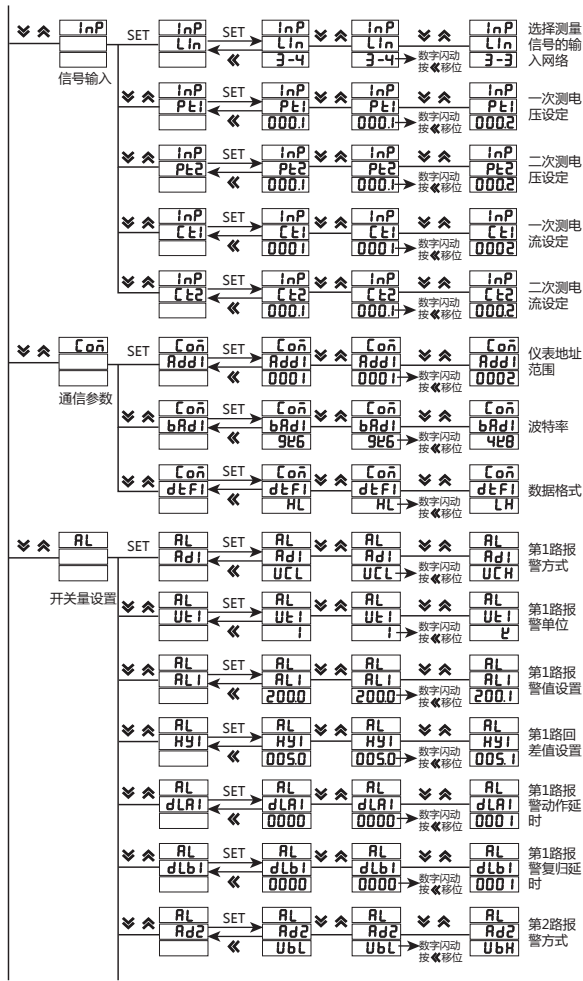 InP InP InP InP InP 选择测量
SET LIn SET LIn LIn LIn 信号的输
3-4 3-4 数字闪动 3-3 入网络
信号输入 按 移位
InP SET InP InP InP 一次测电
Pt1 Pt1 Pt1 Pt1 压设定
000.1 000.1 数字闪动 000.2
按 移位
InP SET InP InP InP 二次测电
Pt2 Pt2 Pt2 Pt2 压设定
000.1 000.1 数字闪动 000.2
按 移位
InP SET InP InP InP 一次测电
Ct1 Ct1 Ct1 Ct1 流设定
0001 0001 数字闪动 0002
按 移位
InP SET InP InP InP 二次测电
Ct2 Ct2 Ct2 Ct2 流设定
000.1 000.1 数字闪动 000.2
按 移位
Con SET Con SET Con Con Con 仪表地址
Add1 Add1 Add1 Add1 范围
0001 0001 数字闪动 0002
通信参数 按 移位
Con SET Con Con Con 波特率
bAd1 bAd1 bAd1 bAd1
9k6 9k6 数字闪动 4k8
按 移位
Con SET Con Con Con 数据格式
dtF1 dtF1 dtF1 dtF1
HL HL 数字闪动 LH
按 移位
AL SET AL SET AL AL AL 第1路报
Ad1 Ad1 Ad1 Ad1 警方式
UCL UCL 数字闪动 UCH
开关量设置 按 移位
AL SET AL AL AL 第1路报
Ut1 Ut1 Ut1 Ut1 警单位
1 1 数字闪动 k
按 移位
AL SET AL AL AL 第1路报
AL1 AL1 AL1 AL1 警值设置
200.0 200.0 数字闪动 200.1
按 移位
AL SET AL AL AL 第1路回
HY1 HY1 HY1 HY1 差值设置
005.0 005.0 数字闪动 005.1
按 移位
AL SET AL AL AL 第1路报
dLA1 dLA1 dLA1 dLA1 警动作延
0000 0000 数字闪动 0001 时
按 移位
AL SET AL AL AL 第1路报
dLb1 dLb1 dLb1 dLb1 警复归延
0000 0000 数字闪动 0001 时
按 移位
AL SET AL AL AL 第2路报
Ad2 Ad2 Ad2 Ad2 警方式
UbL UbL 数字闪动 UbH
按 移位